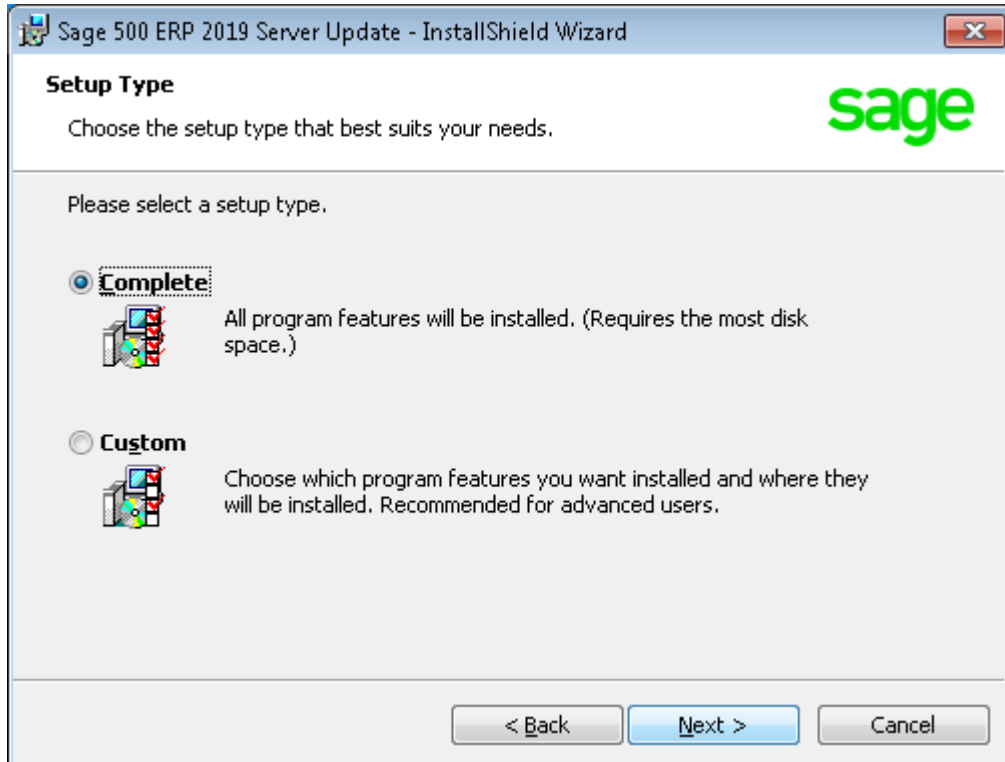 Sage 500 ERP 2019 Server Update - InstallShield Wizard
Setup Type
Choose the setup type that best suits your needs.
sage
Please select a setup type.
Complete
All program features will be installed. (Requires the most disk
space.)
Custom
Choose which program features you want installed and where they
will be installed. Recommended for advanced users.
< Back
Next >
Cancel